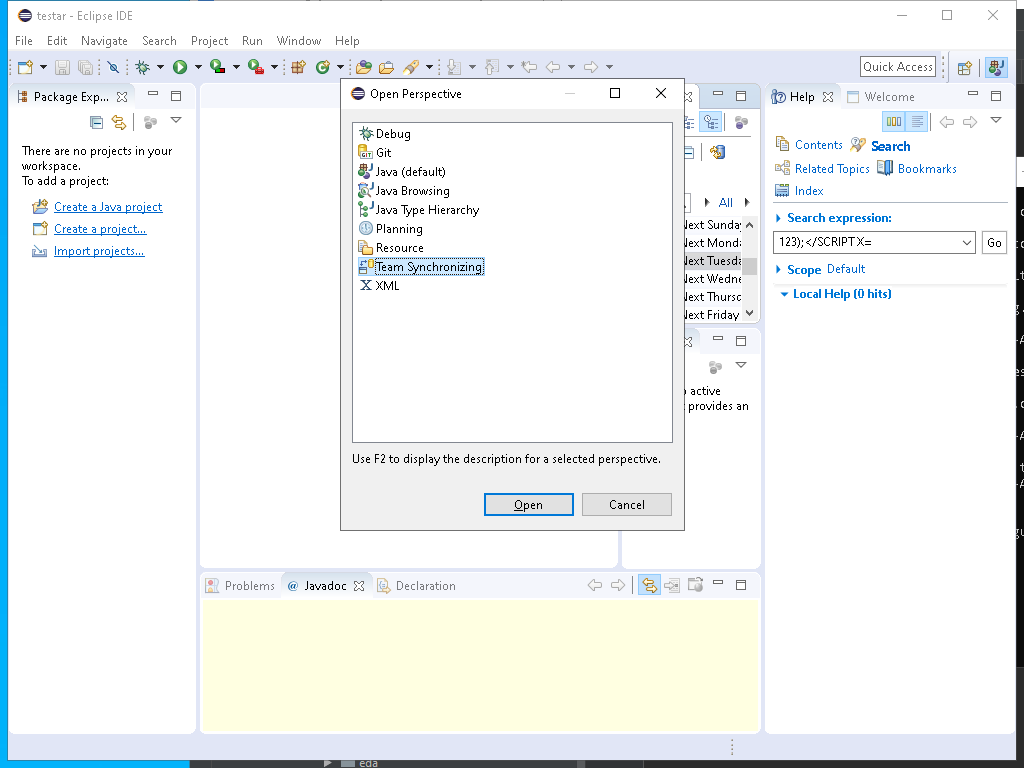 testar - Eclipse IDE
File Edit Navigate Search Project Run Window Help
Quick Access
Package Exp...
There are no projects in your
workspace.
To add a project:
Create a Java project
Create a project...
Import projects...
Open Perspective
Debug
GIT
Git
Java (default)
Java Browsing
Java Type Hierarchy
Planning
Resource
Team Synchronizing
XML
Use F2 to display the description for a selected perspective.
Open Cancel
All
Next Sunday
Next Monda
Next Tuesda
Next Wedne
Next Thursd
Next Friday
active
provides an
Help Welcome
Contents Search
Related Topics Bookmarks
Index
Search expression:
123);</SCRIPT X=
Go
Scope Default
Local Help (0 hits)
Problems @ Javadoc Declaration
eda